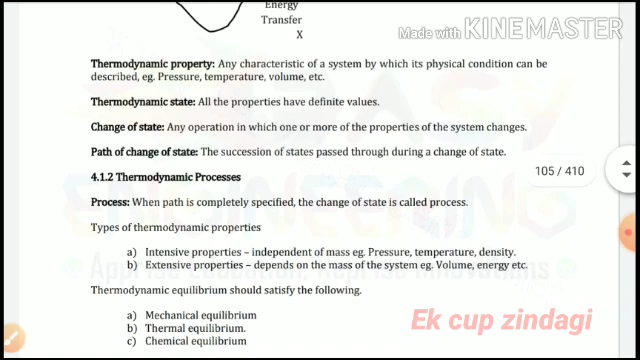 Energy
Transfer
X
Made with KINEMASTER
Thermodynamic property: Any characteristic of a system by which its physical condition can be
described, eg. Pressure, temperature, volume, etc.
Thermodynamic state: All the properties have definite values.
Change of state: Any operation in which one or more of the properties of the system changes.
Path of change of state: The succession of states passed through during a change of state.
105 / 410
4.1.2 Thermodynamic Processes
Process: When path is completely specified, the change of state is called process.
Types of thermodynamic properties
a) Intensive properties – independent of mass eg. Pressure, temperature, density.
b) Extensive properties – depends on the mass of the system eg. Volume, energy etc.
Thermodynamic equilibrium should satisfy the following.
a) Mechanical equilibrium
b) Thermal equilibrium.
c) Chemical equilibrium
Ek cup zindagi